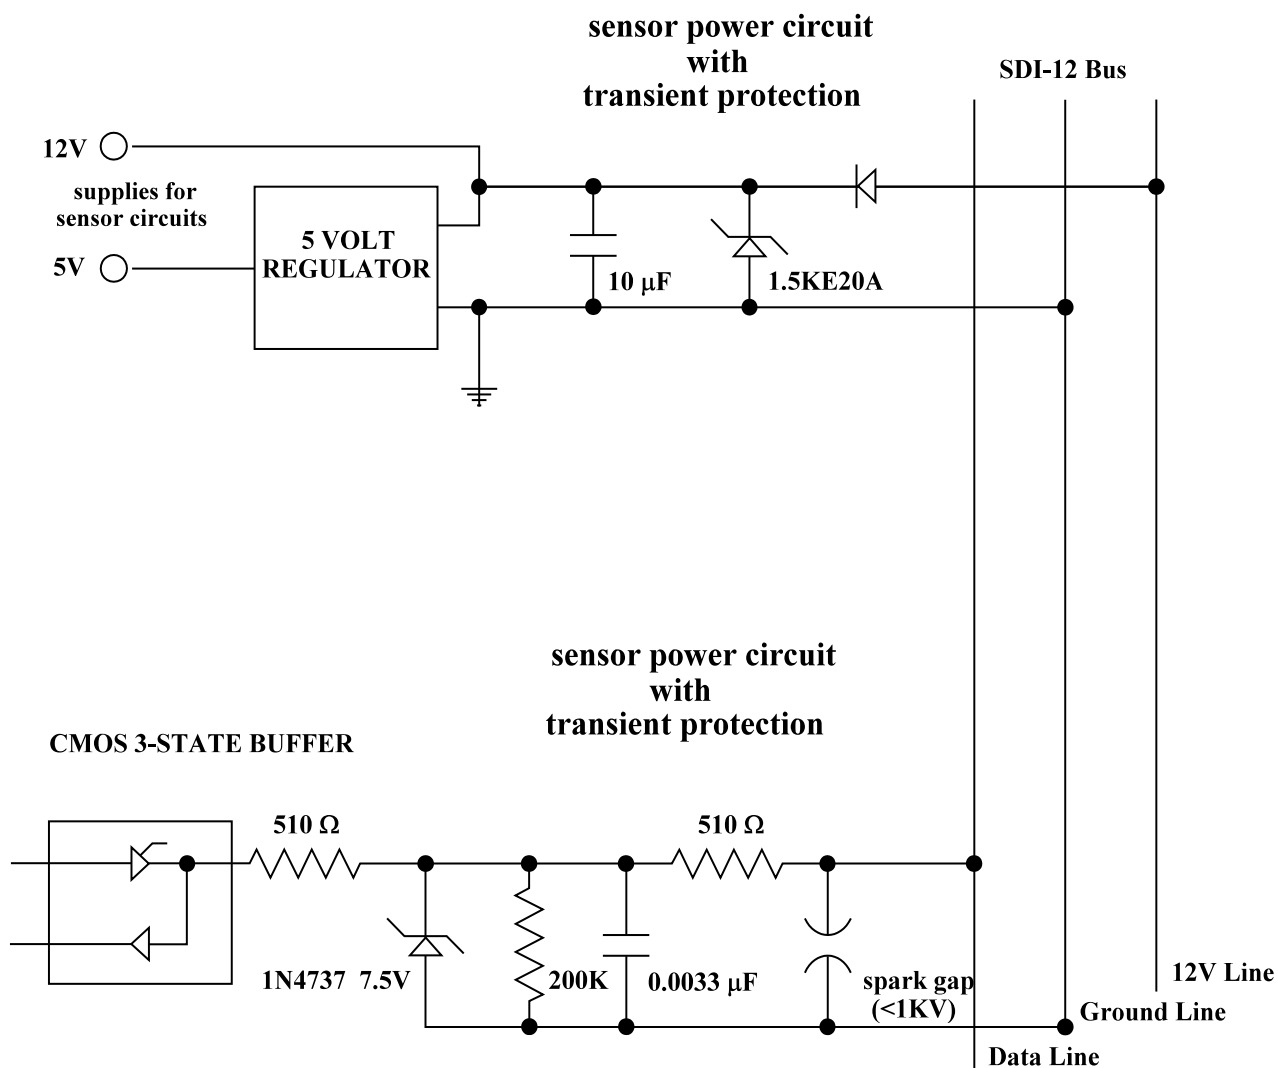 sensor power circuit
with
transient protection
SDI-12 Bus
12V
supplies for
sensor circuits
5 VOLT
REGULATOR
5V
10 μF
1.5KE20A
sensor power circuit
with
transient protection
CMOS 3-STATE BUFFER
510 Ω
510 Ω
1N4737 7.5V
200K
0.0033 μF
spark gap
(<1KV)
12V Line
Ground Line
Data Line